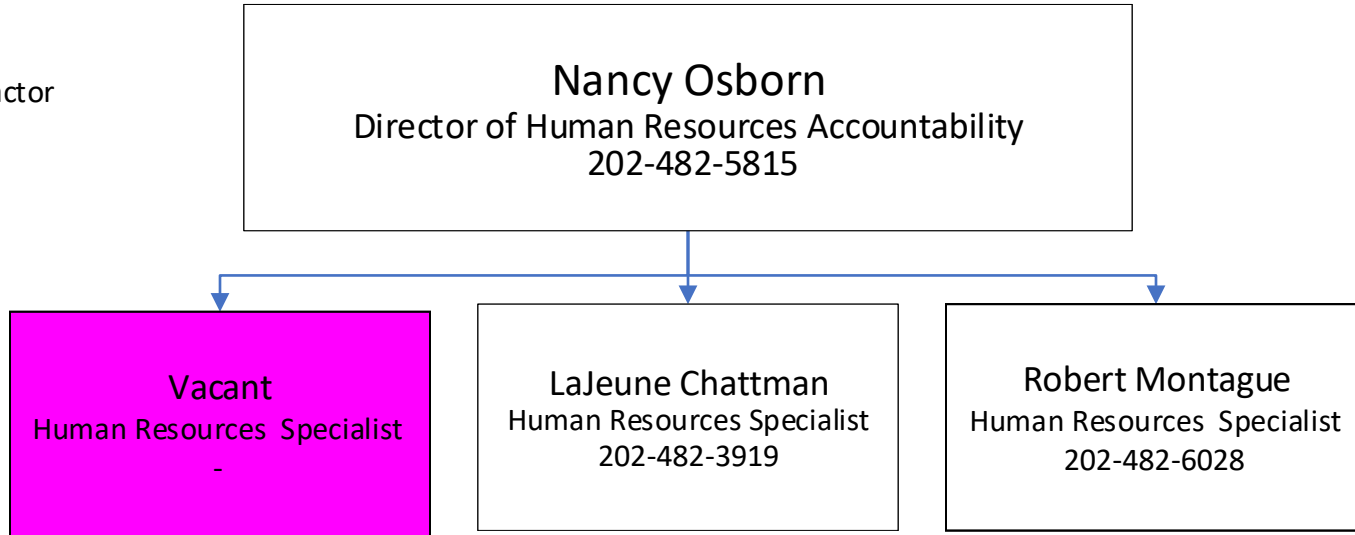 Nancy Osborn
Director of Human Resources Accountability
202-482-5815
Vacant
Human Resources  Specialist
-
LaJeune Chattman
Human Resources Specialist
202-482-3919
Robert Montague
Human Resources  Specialist
202-482-6028